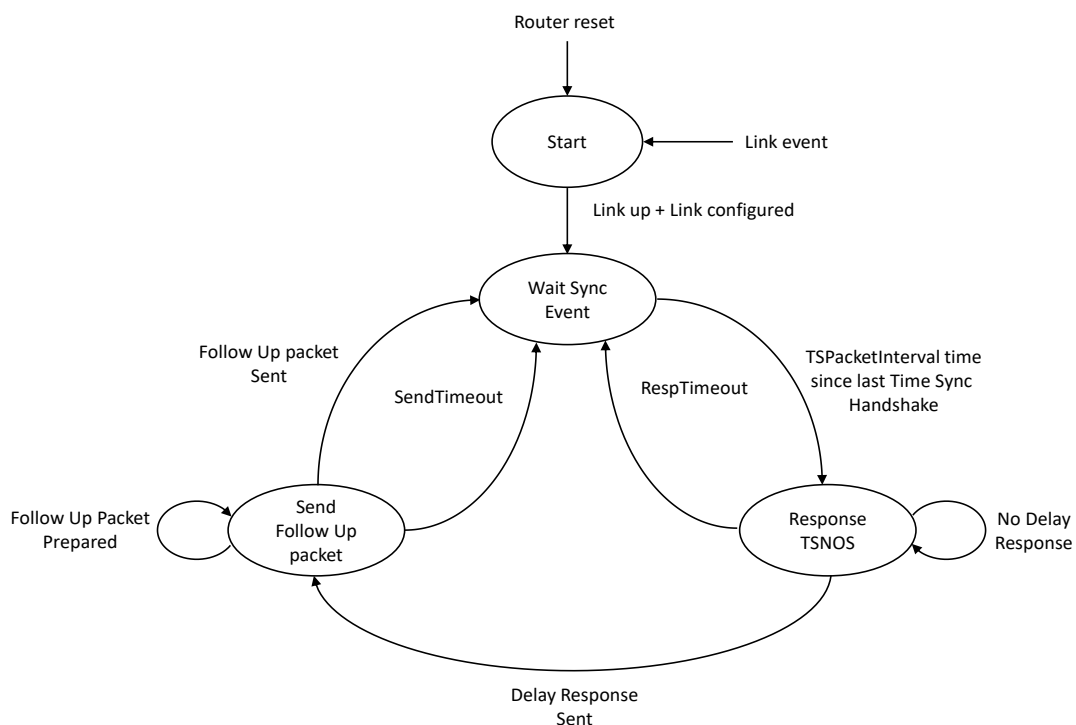 Router reset
Start
Link event
Link up + Link configured
Wait Sync
Event
Follow Up packet
Sent
SendTimeout
RespTimeout
TSPacketInterval time
since last Time Sync
Handshake
Follow Up Packet
Prepared
Send
Follow Up
packet
Response
TSNOS
No Delay
Response
Delay Response
Sent